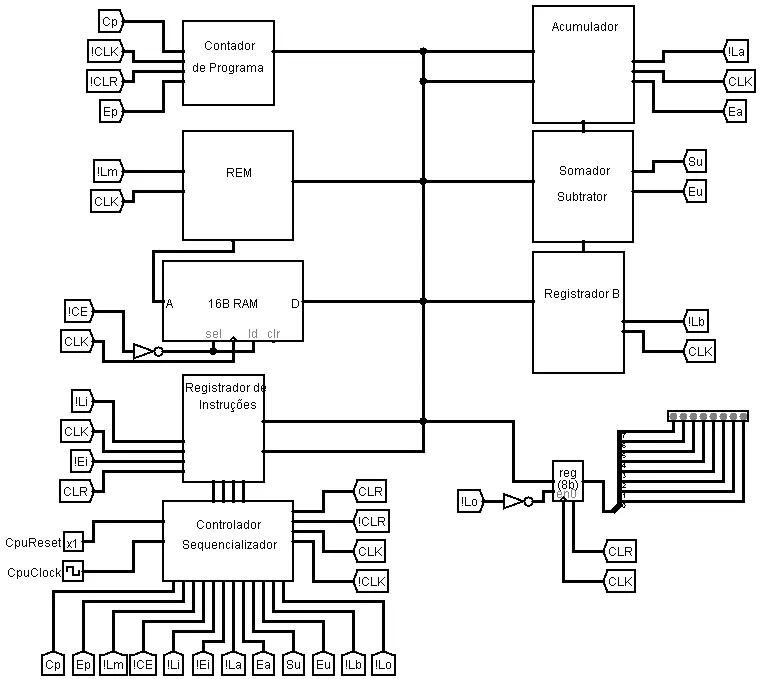 Cp
!CLK
!CLR
Ep
Contador
de Programa
Acumulador
!La
CLK
Ea
!Lm
CLK
REM
Somador
Subtrator
Su
Eu
!CE
CLK
A
16B RAM
D
sel
ld
clr
Registrador B
!Lb
CLK
!Li
CLK
!Ei
CLR
Registrador de
Instruções
!Lo
reg
(8b)
en0
CLR
CLK
CpuReset
x1
CpuClock
Controlador
Sequencializador
CLR
!CLR
CLK
!CLK
Cp
Ep
!Lm
!CE
!Li
!Ei
!La
Ea
Su
Eu
!Lb
!Lo